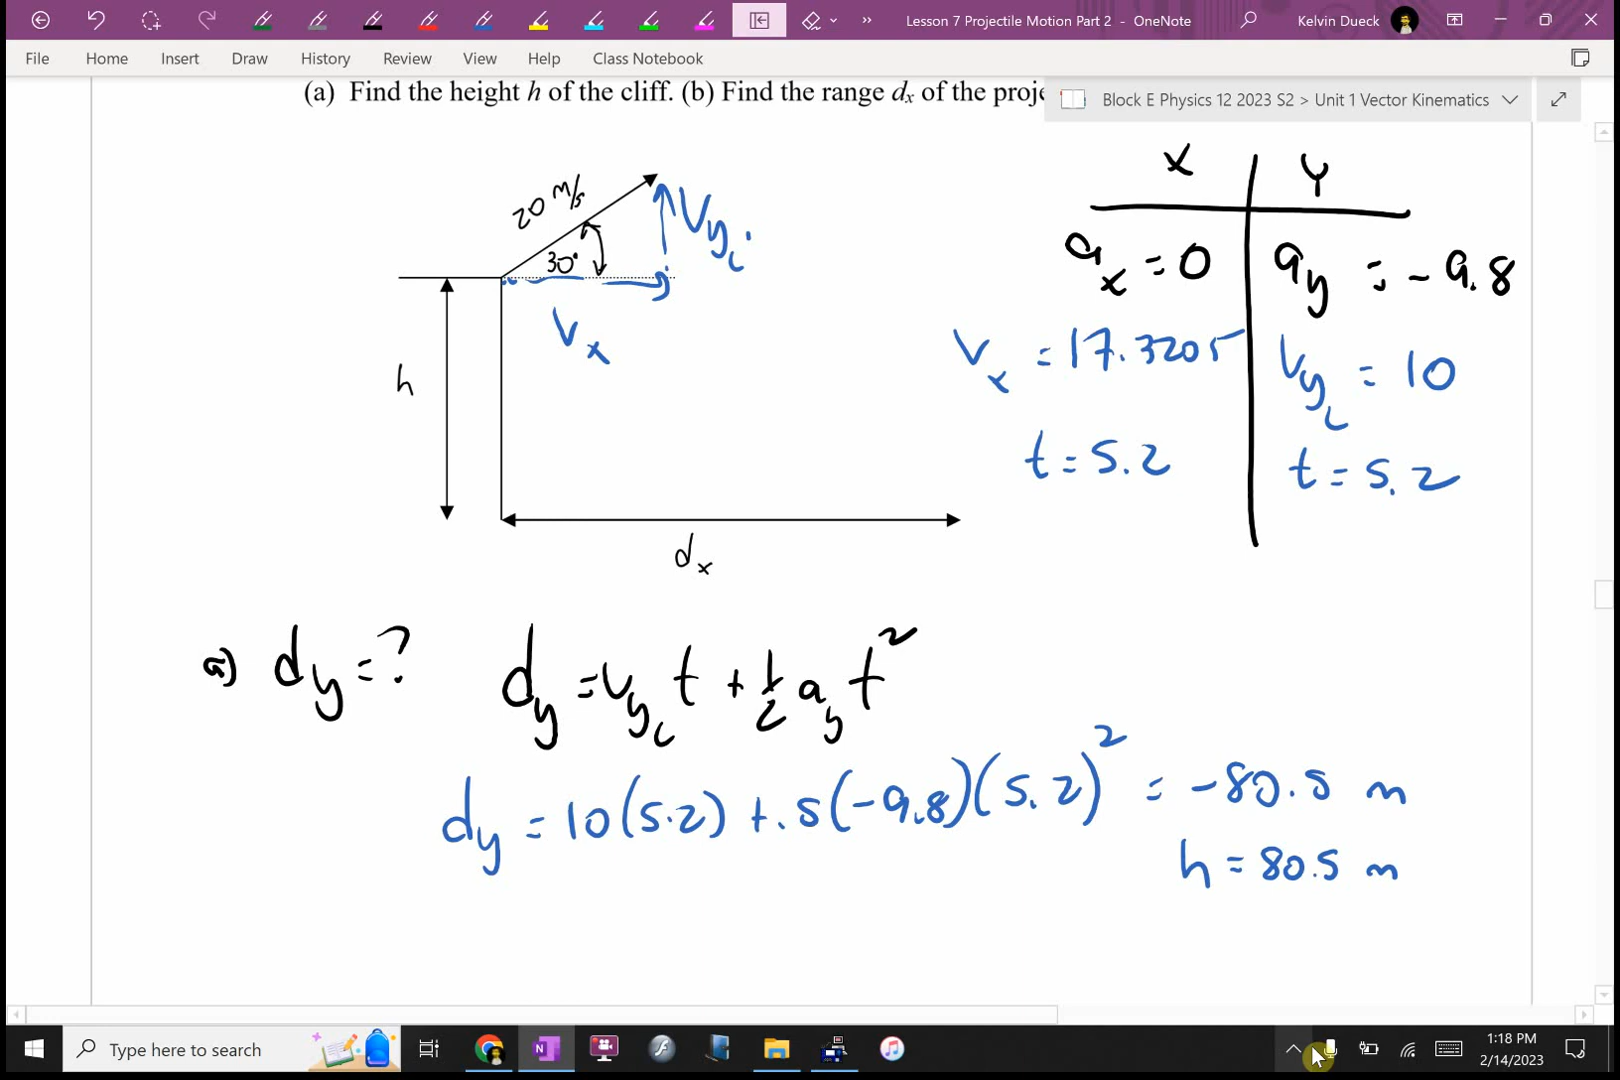 Lesson 7 Projectile Motion Part 2 - OneNote
Kelvin Dueck
File Home Insert Draw History Review View Help Class Notebook
(a) Find the height h of the cliff. (b) Find the range dx of the proje
Block E Physics 12 2023 S2 > Unit 1 Vector Kinematics
x y
20 m/s
Vyi
30°
ax = 0 ay = -9.8
Vx
Vx = 17.3205 Vyi = 10
h
t = 5.2 t = 5.2
dx
a) dy = ? dy = vyi t + 1/2 ay t²
dy = 10(5.2) + .5(-9.8)(5.2)² = -80.5 m
h = 80.5 m
Type here to search
1:18 PM
2/14/2023